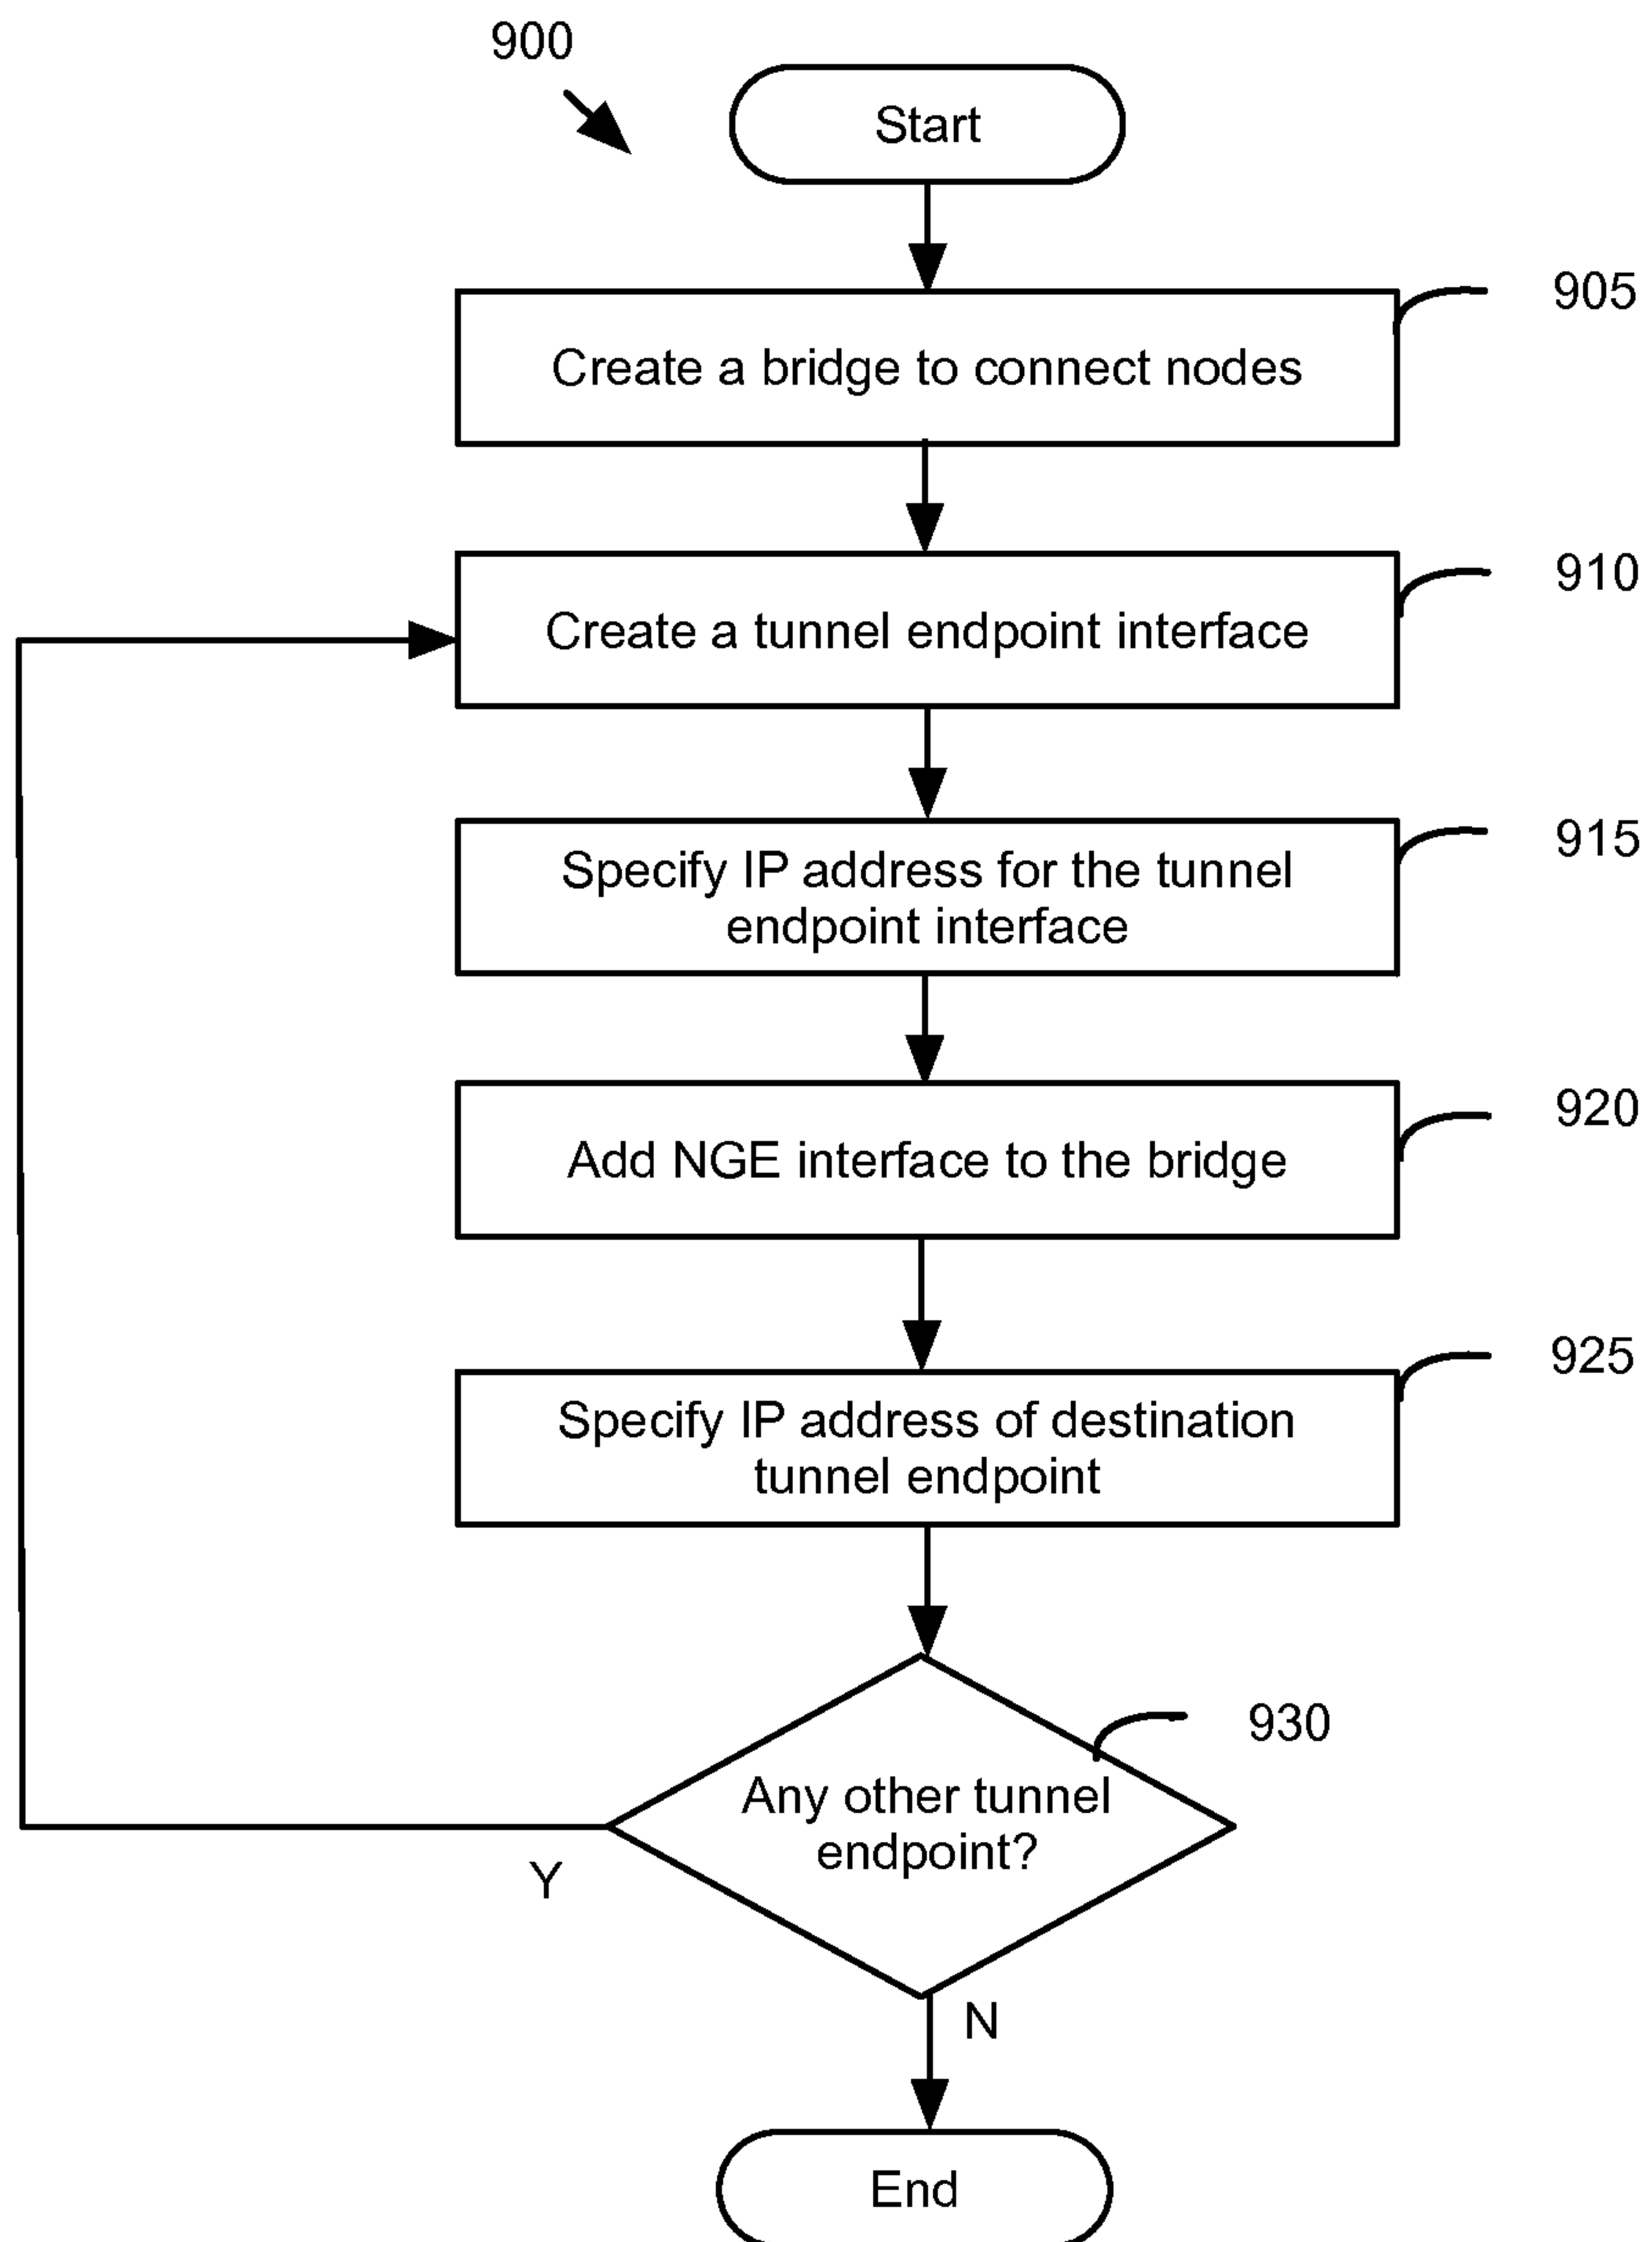 900
Start
905
Create a bridge to connect nodes
910
Create a tunnel endpoint interface
915
Specify IP address for the tunnel
endpoint interface
920
Add NGE interface to the bridge
925
Specify IP address of destination
tunnel endpoint
930
Any other tunnel
endpoint?
Y
N
End